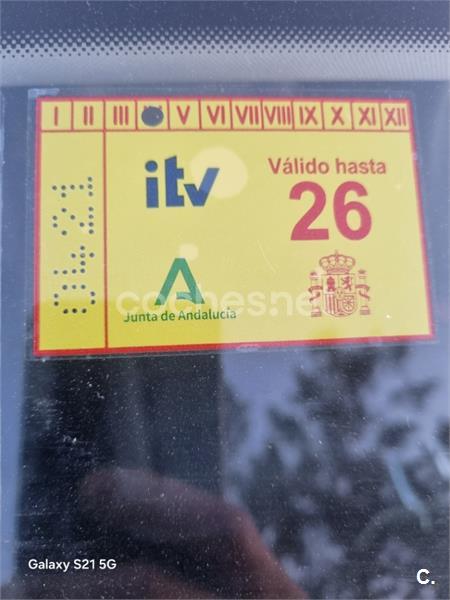 I II III V VI VII VIII IX X XI XII
itv
Válido hasta
26
04 21
Junta de Andalucía
coches.net
Galaxy S21 5G
C.